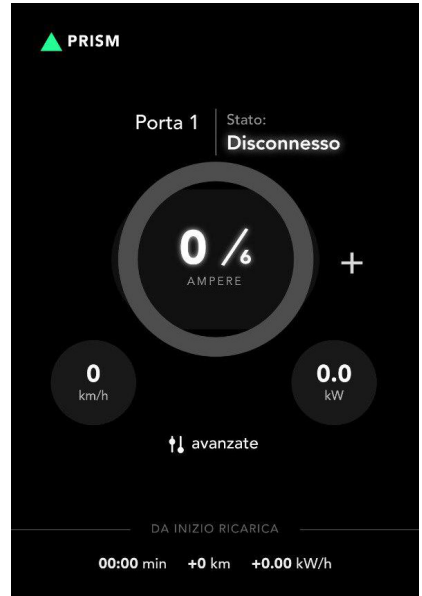 PRISM
Porta 1
Stato:
Disconnesso
0/6
AMPERE
+
0
km/h
0.0
kW
avanzate
DA INIZIO RICARICA
00:00 min +0 km +0.00 kW/h